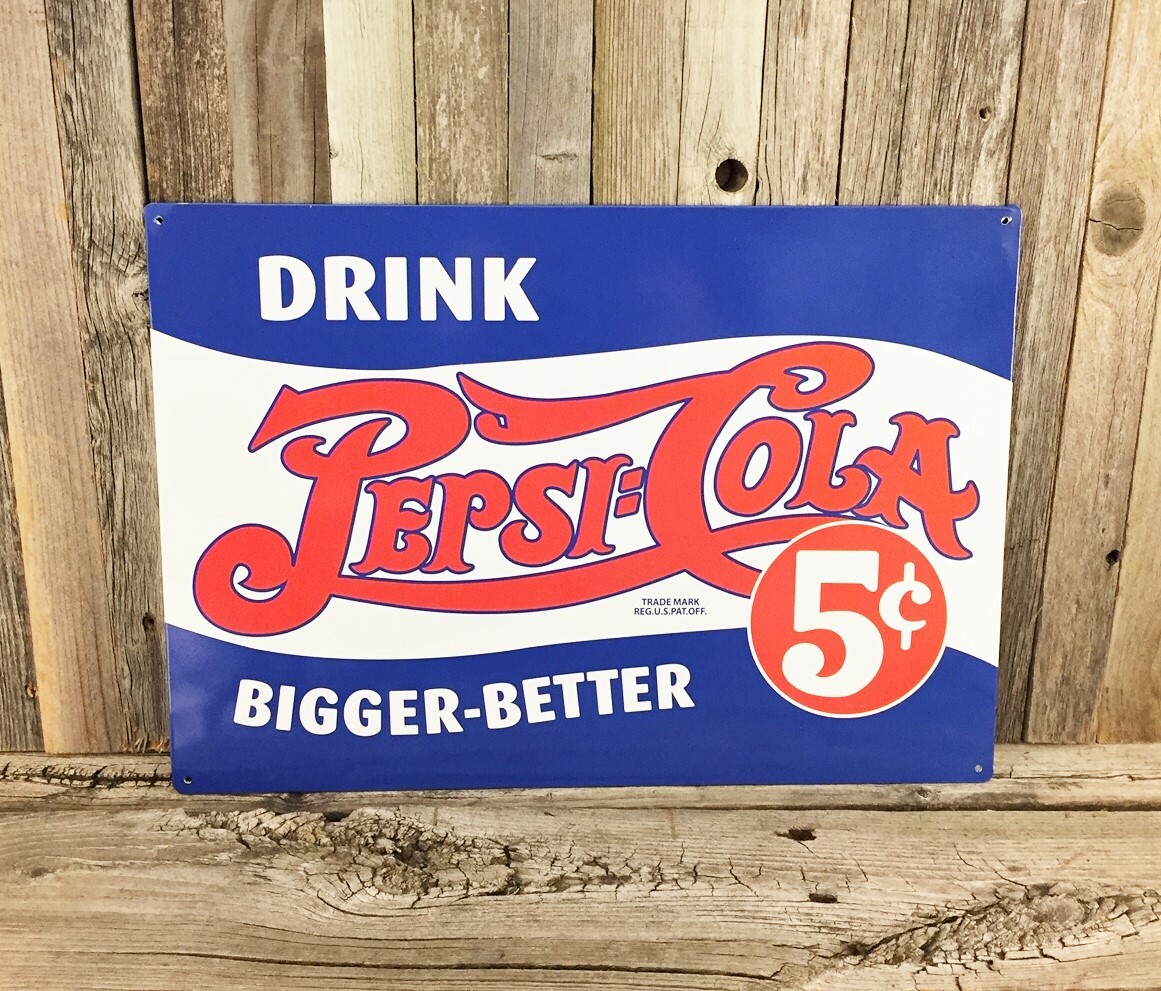 DRINK
PEPSI=COLA
TRADE MARK
REG.U.S.PAT.OFF.
5¢
BIGGER-BETTER